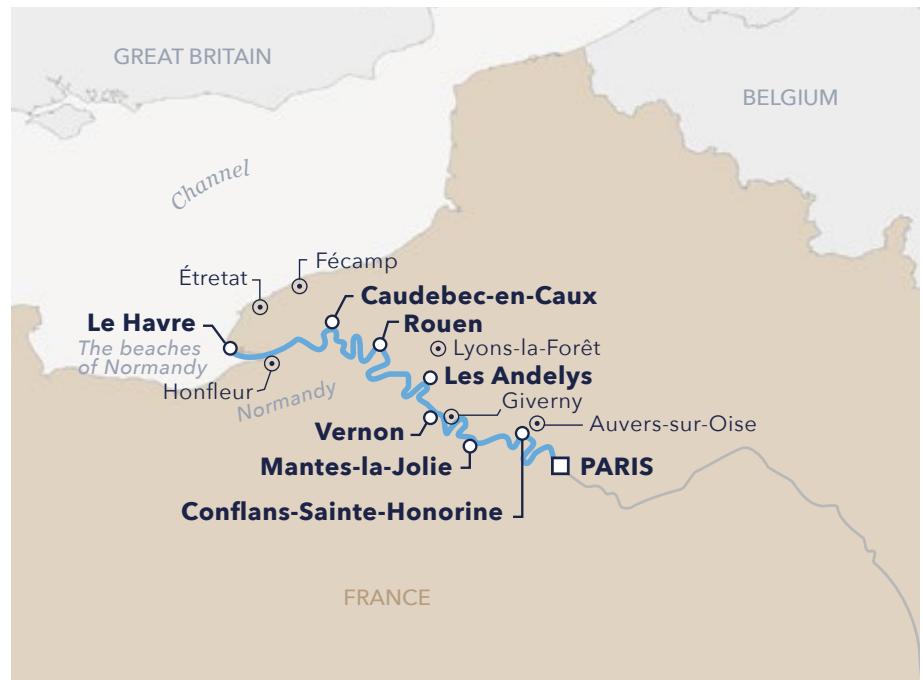 GREAT BRITAIN
BELGIUM
Channel
Fécamp
Étretat
Caudebec-en-Caux
Le Havre
Rouen
The beaches
of Normandy
Lyons-la-Forêt
Honfleur
Normandy
Les Andelys
Giverny
Vernon
Auvers-sur-Oise
Mantes-la-Jolie
PARIS
Conflans-Sainte-Honorine
FRANCE